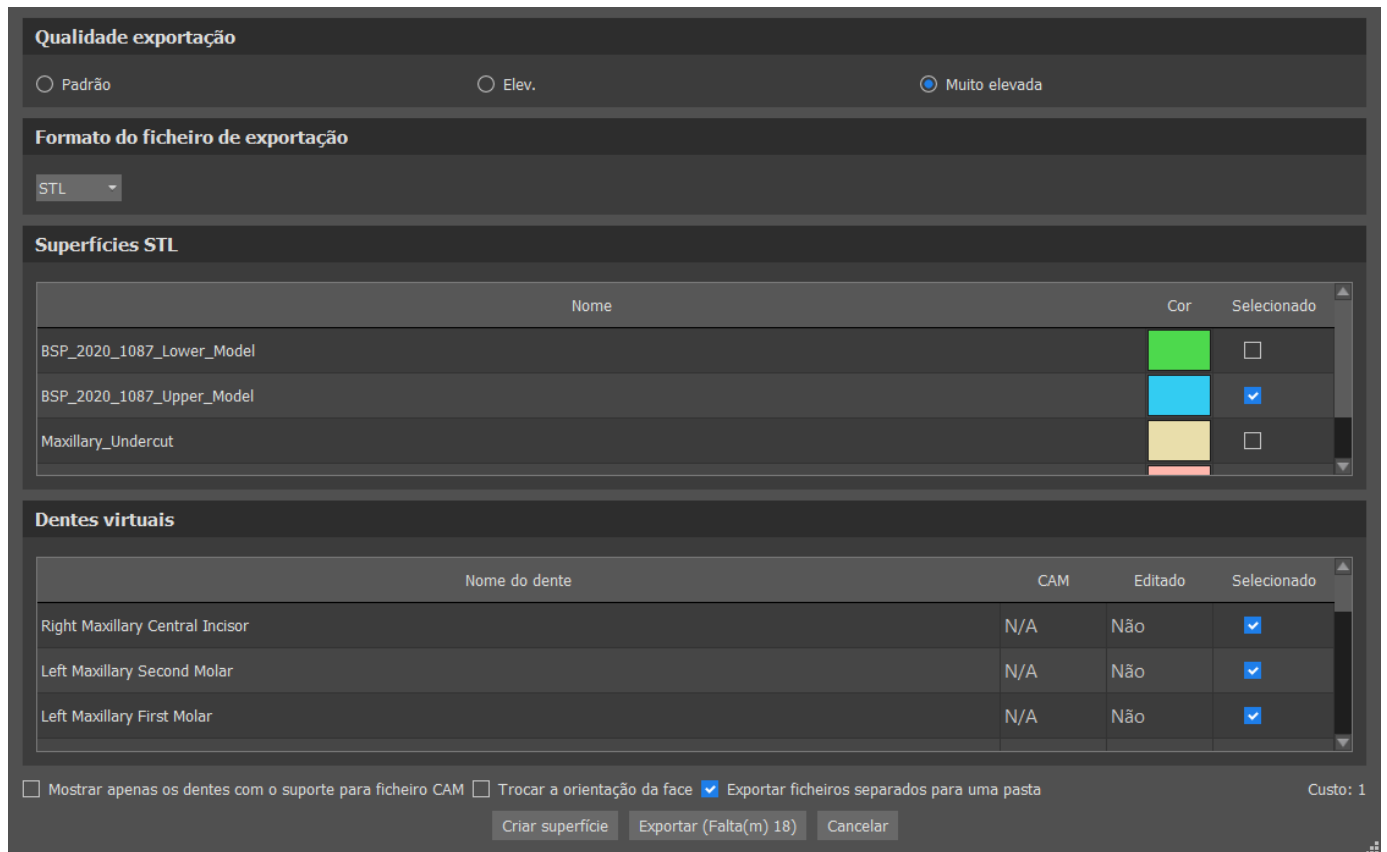 Qualidade exportação
Padrão Elev. Muito elevada
Formato do ficheiro de exportação
STL
Superfícies STL
Nome Cor Selecionado
BSP_2020_1087_Lower_Model
BSP_2020_1087_Upper_Model
Maxillary_Undercut
Dentes virtuais
Nome do dente CAM Editado Selecionado
Right Maxillary Central Incisor N/A Não
Left Maxillary Second Molar N/A Não
Left Maxillary First Molar N/A Não
Mostrar apenas os dentes com o suporte para ficheiro CAM Trocar a orientação da face Exportar ficheiros separados para uma pasta Custo: 1
Criar superfície Exportar (Falta(m) 18) Cancelar